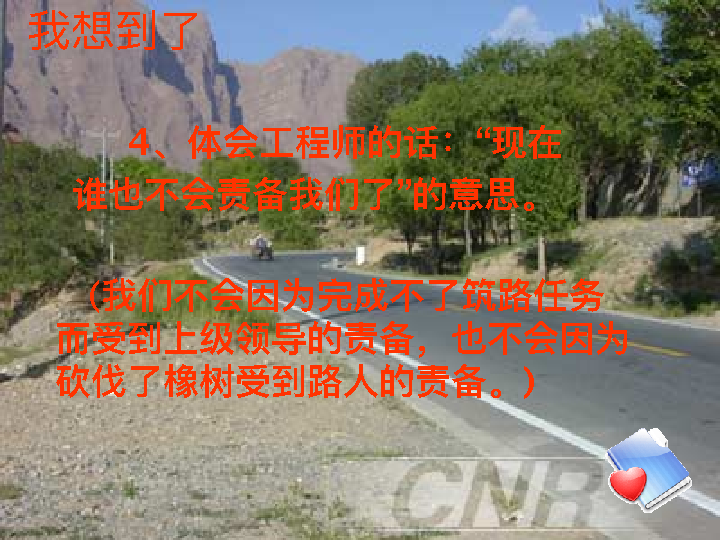 我想到了
4、体会工程师的话：“现在
谁也不会责备我们了”的意思。
（我们不会因为完成不了筑路任务
而受到上级领导的责备，也不会因为
砍伐了橡树受到路人的责备。）
CNR